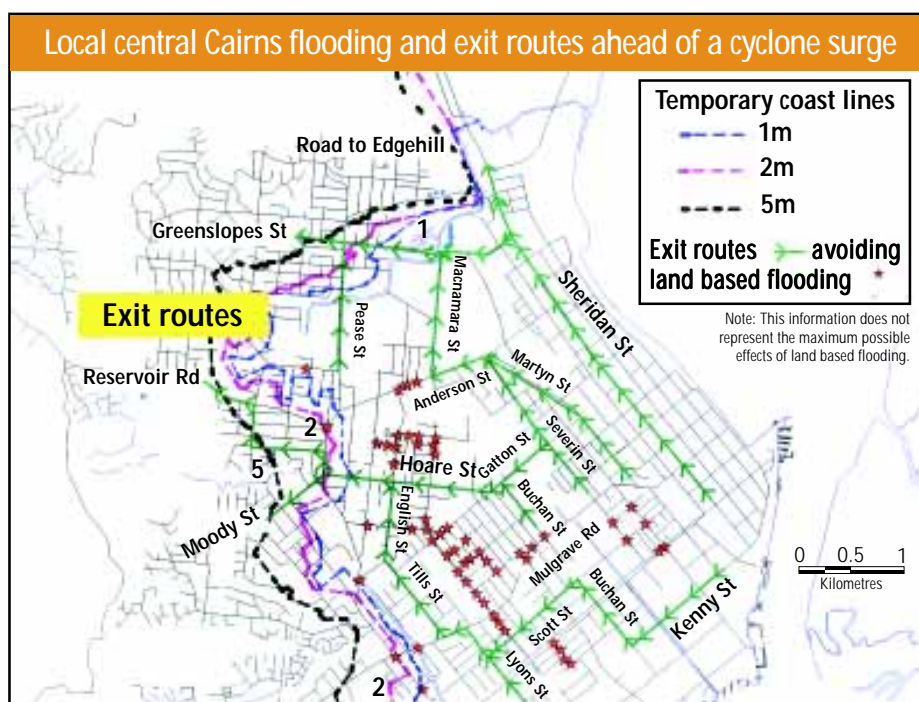 Local central Cairns flooding and exit routes ahead of a cyclone surge
Temporary coast lines
1m
2m
5m
Exit routes avoiding
land based flooding
Note: This information does not
represent the maximum possible
effects of land based flooding.
Road to Edgehill
Greenslopes St
1
Macnamara St
Sheridan St
Exit routes
Pease St
Reservoir Rd
Anderson St
Martyn St
2
Severin St
Gatton St
Hoare St
5
English St
Buchan St
Moody St
Mulgrave Rd
0 0.5 1
Kilometres
Tills St
Buchan St
Scott St
Kenny St
Lyons St
2